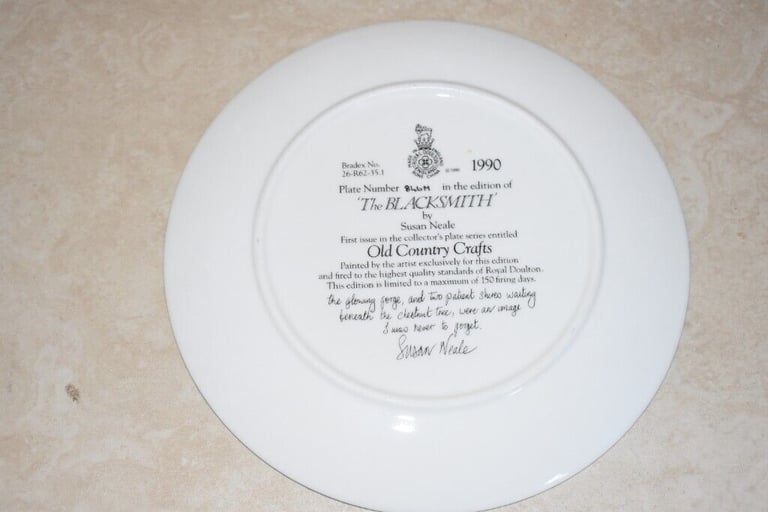 Bradex No.
26-R62-35.1
1990
Plate Number in the edition of
'The BLACKSMITH'
by
Susan Neale
First issue in the collector's plate series entitled
Old Country Crafts
Painted by the artist exclusively for this edition
and fired to the highest quality standards of Royal Doulton.
This edition is limited to a maximum of 150 firing days.
the glowing forge, and two patient shires waiting
beneath the chestnut tree, were an image
I was never to forget.
Susan Neale